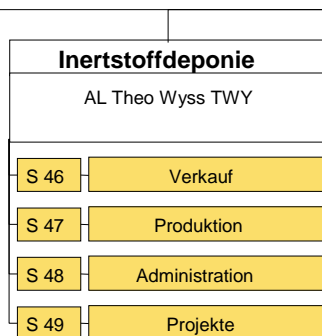 Inertstoffdeponie
AL Theo Wyss TWY
S 46 Verkauf
S 47 Produktion
S 48 Administration
S 49 Projekte